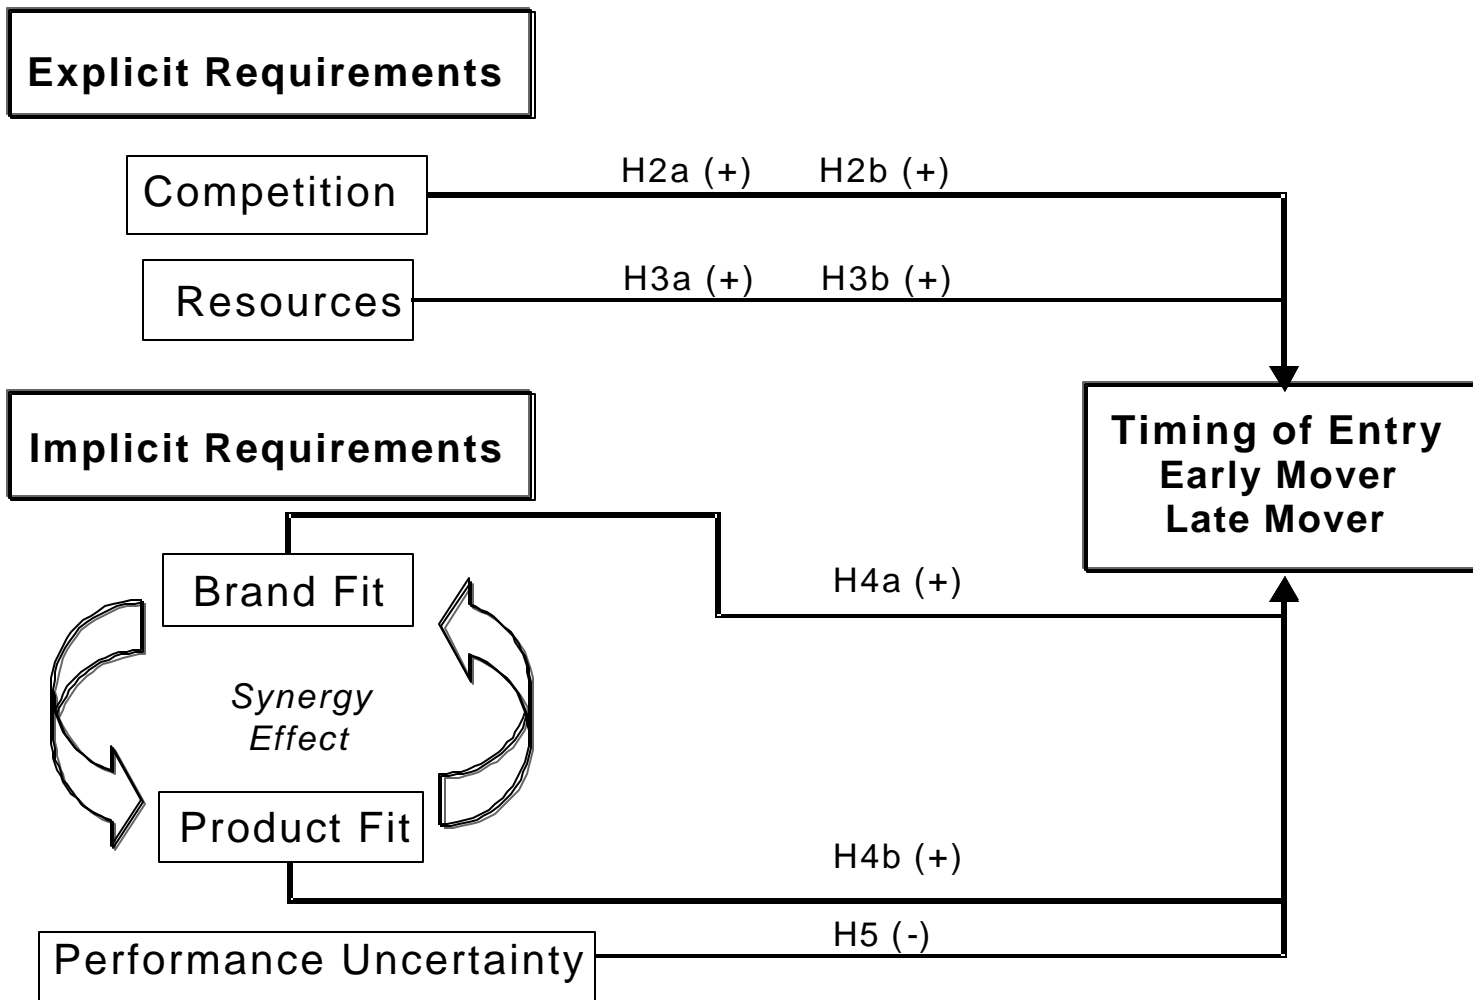 Explicit Requirements
Competition
H2a (+) H2b (+)
Resources
H3a (+) H3b (+)
Implicit Requirements
Timing of Entry
Early Mover
Late Mover
Brand Fit
H4a (+)
Synergy
Effect
Product Fit
H4b (+)
H5 (-)
Performance Uncertainty